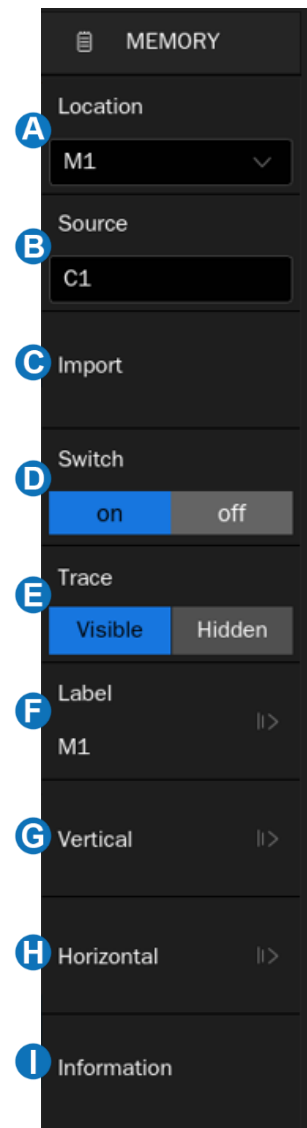 MEMORY
Location
A
M1
Source
B
C1
C
Import
Switch
D
on off
Trace
E
Visible Hidden
Label
F
M1
G
Vertical
H
Horizontal
I
Information